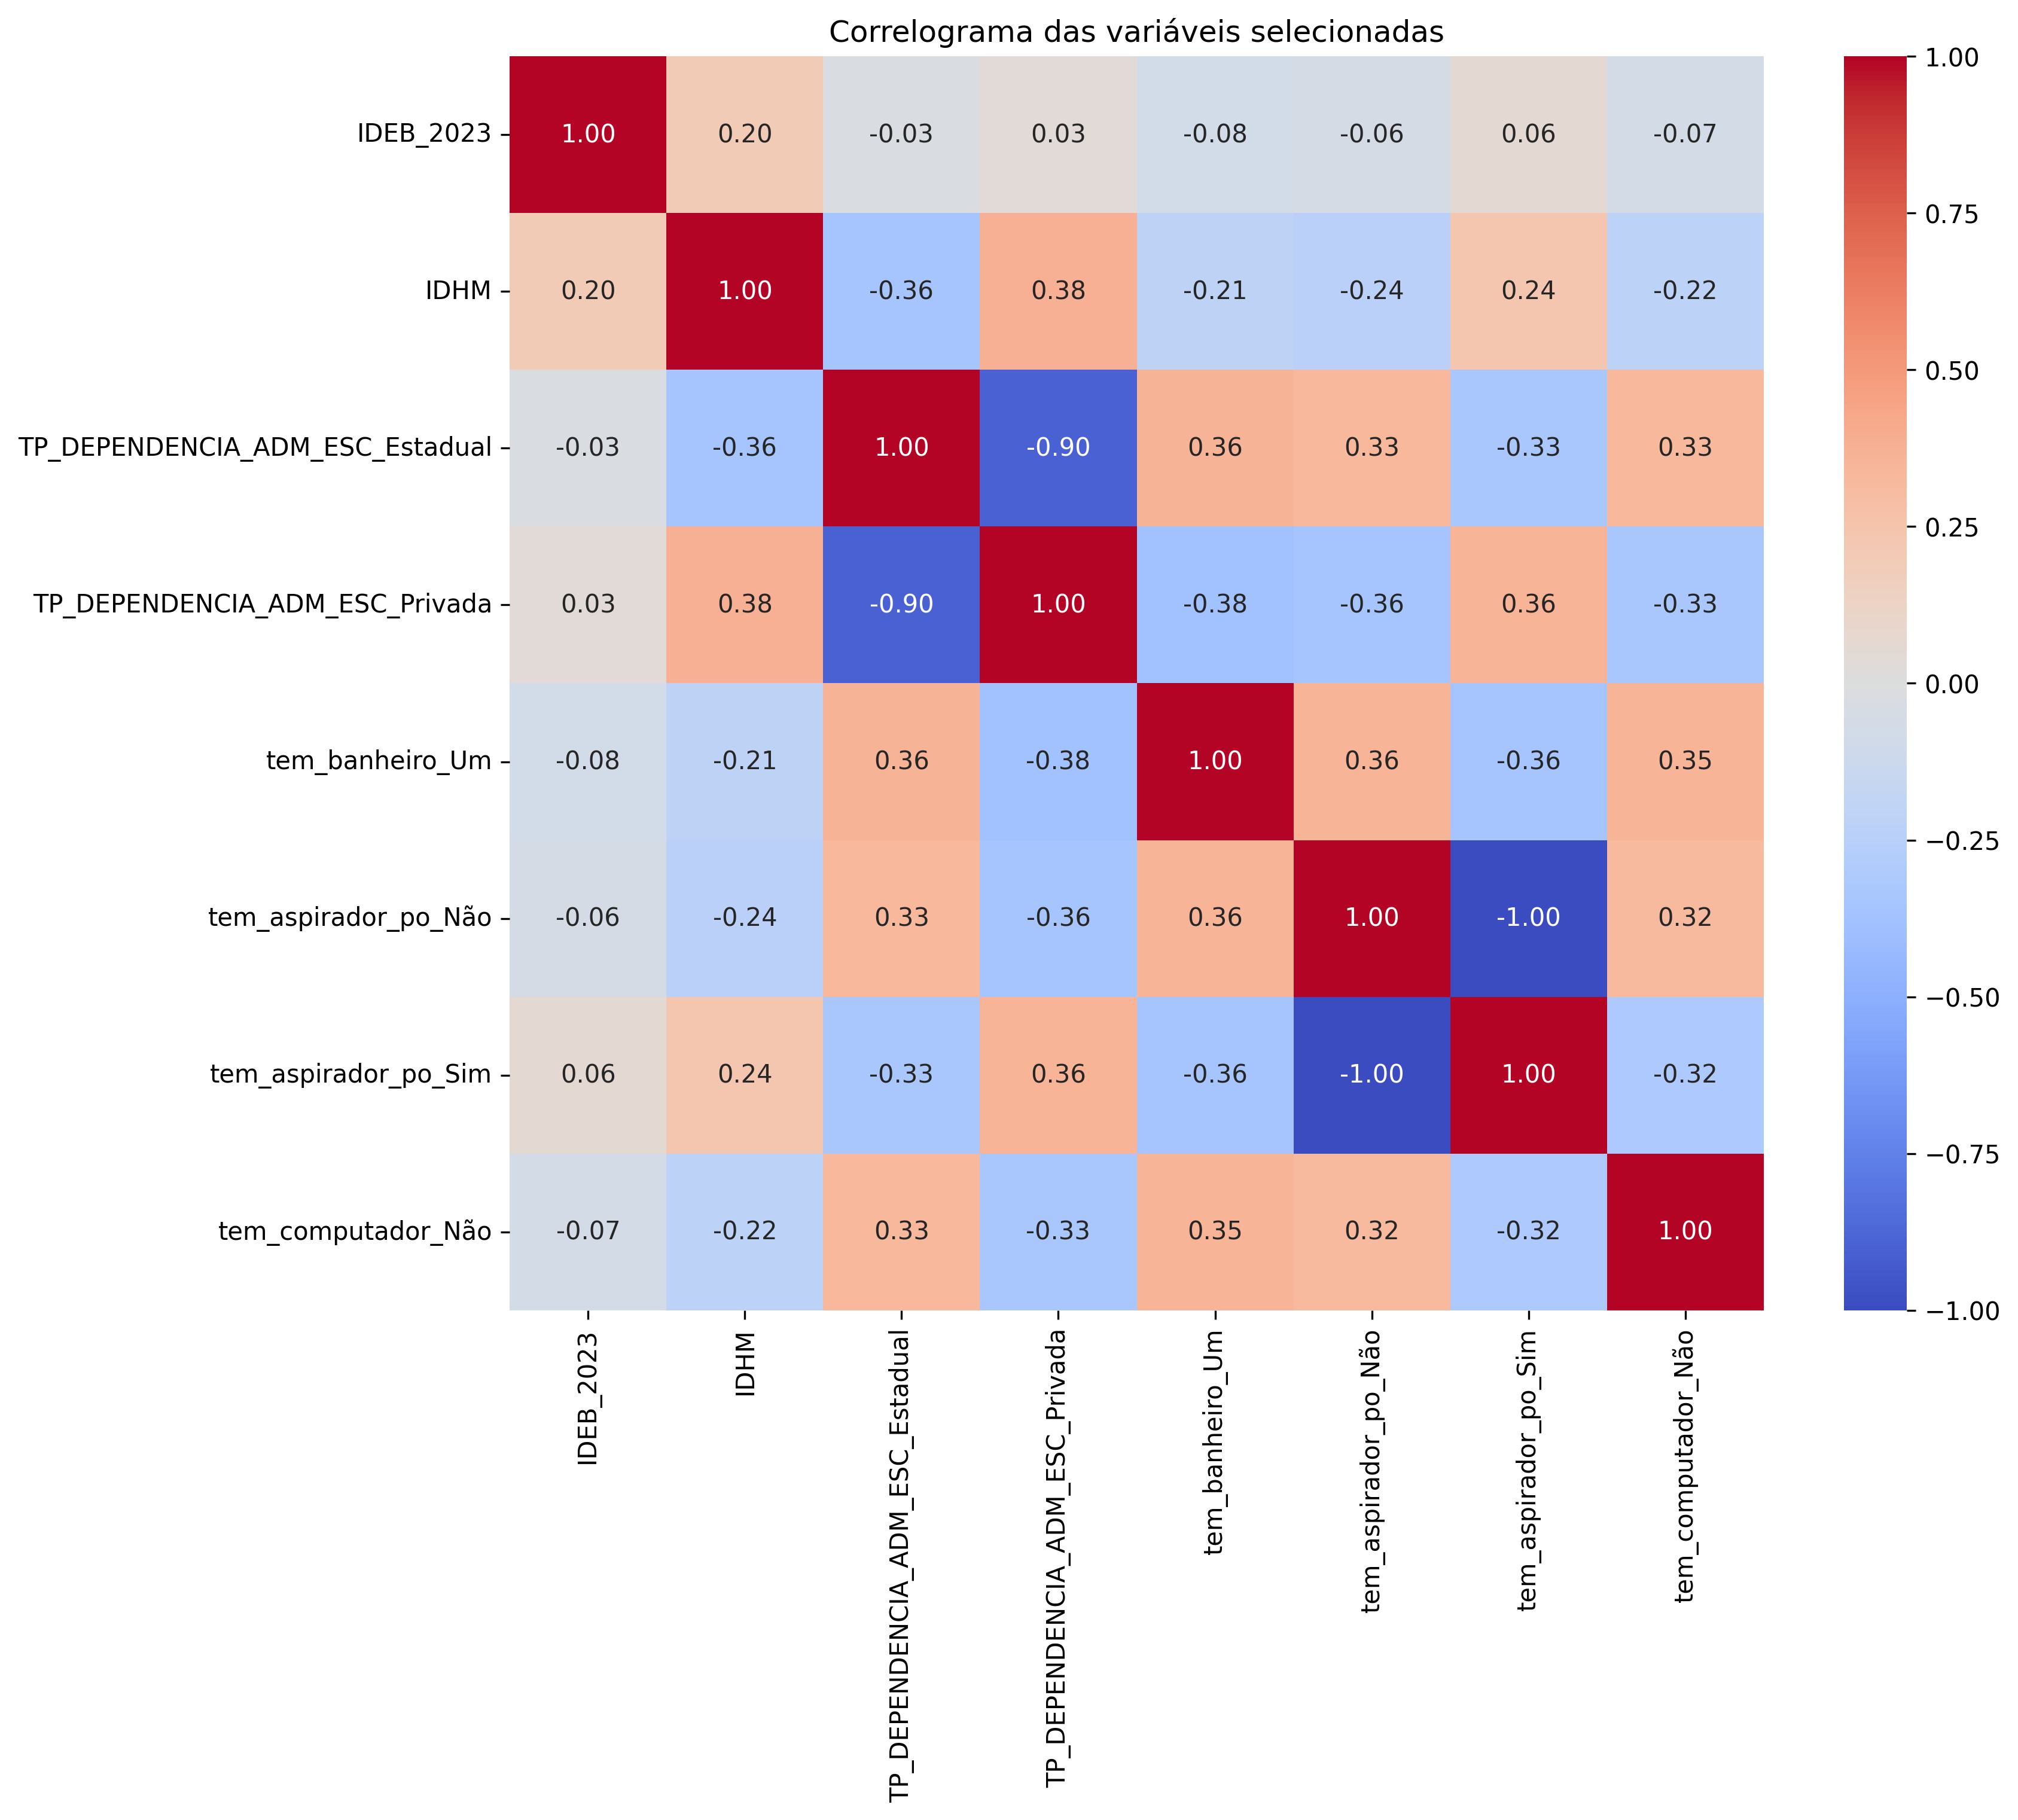 Correlograma das variáveis selecionadas
IDEB_2023 1.00 0.20 -0.03 0.03 -0.08 -0.06 0.06 -0.07
IDHM 0.20 1.00 -0.36 0.38 -0.21 -0.24 0.24 -0.22
TP_DEPENDENCIA_ADM_ESC_Estadual -0.03 -0.36 1.00 -0.90 0.36 0.33 -0.33 0.33
TP_DEPENDENCIA_ADM_ESC_Privada 0.03 0.38 -0.90 1.00 -0.38 -0.36 0.36 -0.33
tem_banheiro_Um -0.08 -0.21 0.36 -0.38 1.00 0.36 -0.36 0.35
tem_aspirador_po_Não -0.06 -0.24 0.33 -0.36 0.36 1.00 -1.00 0.32
tem_aspirador_po_Sim 0.06 0.24 -0.33 0.36 -0.36 -1.00 1.00 -0.32
tem_computador_Não -0.07 -0.22 0.33 -0.33 0.35 0.32 -0.32 1.00
IDEB_2023
IDHM
TP_DEPENDENCIA_ADM_ESC_Estadual
TP_DEPENDENCIA_ADM_ESC_Privada
tem_banheiro_Um
tem_aspirador_po_Não
tem_aspirador_po_Sim
tem_computador_Não
1.00
0.75
0.50
0.25
0.00
−0.25
−0.50
−0.75
−1.00